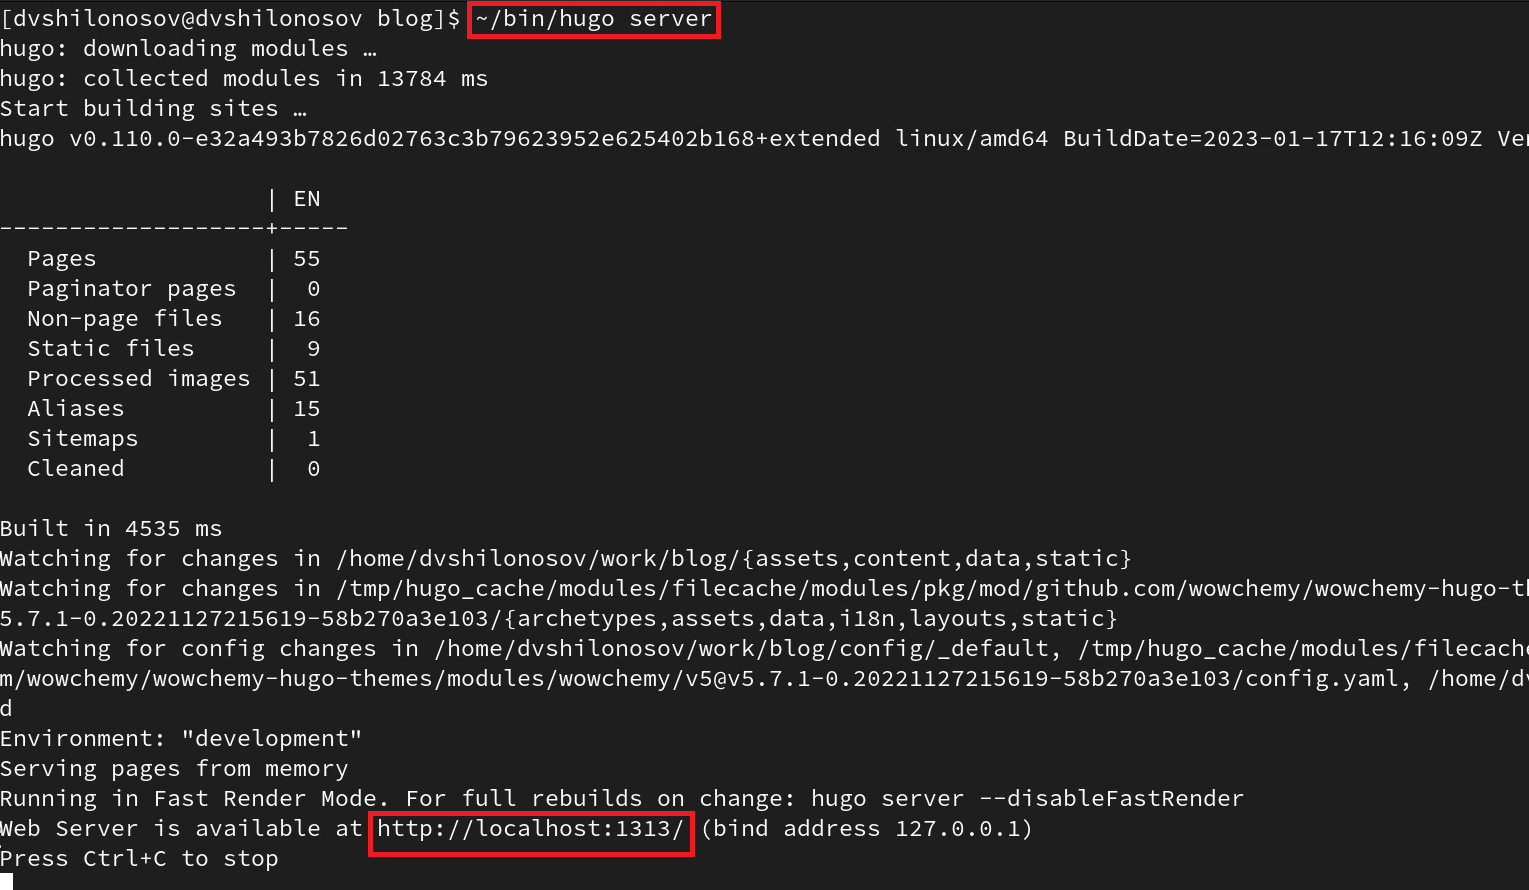 [dvshilonosov@dvshilonosov blog]$ ~/bin/hugo server
hugo: downloading modules …
hugo: collected modules in 13784 ms
Start building sites …
hugo v0.110.0-e32a493b7826d02763c3b79623952e625402b168+extended linux/amd64 BuildDate=2023-01-17T12:16:09Z Ver
| EN
-------------------+-----
Pages | 55
Paginator pages | 0
Non-page files | 16
Static files | 9
Processed images | 51
Aliases | 15
Sitemaps | 1
Cleaned | 0
Built in 4535 ms
Watching for changes in /home/dvshilonosov/work/blog/{assets,content,data,static}
Watching for changes in /tmp/hugo_cache/modules/filecache/modules/pkg/mod/github.com/wowchemy/wowchemy-hugo-th
5.7.1-0.20221127215619-58b270a3e103/{archetypes,assets,data,i18n,layouts,static}
Watching for config changes in /home/dvshilonosov/work/blog/config/_default, /tmp/hugo_cache/modules/filecache
m/wowchemy/wowchemy-hugo-themes/modules/wowchemy/v5@v5.7.1-0.20221127215619-58b270a3e103/config.yaml, /home/dv
d
Environment: "development"
Serving pages from memory
Running in Fast Render Mode. For full rebuilds on change: hugo server --disableFastRender
Web Server is available at http://localhost:1313/ (bind address 127.0.0.1)
Press Ctrl+C to stop